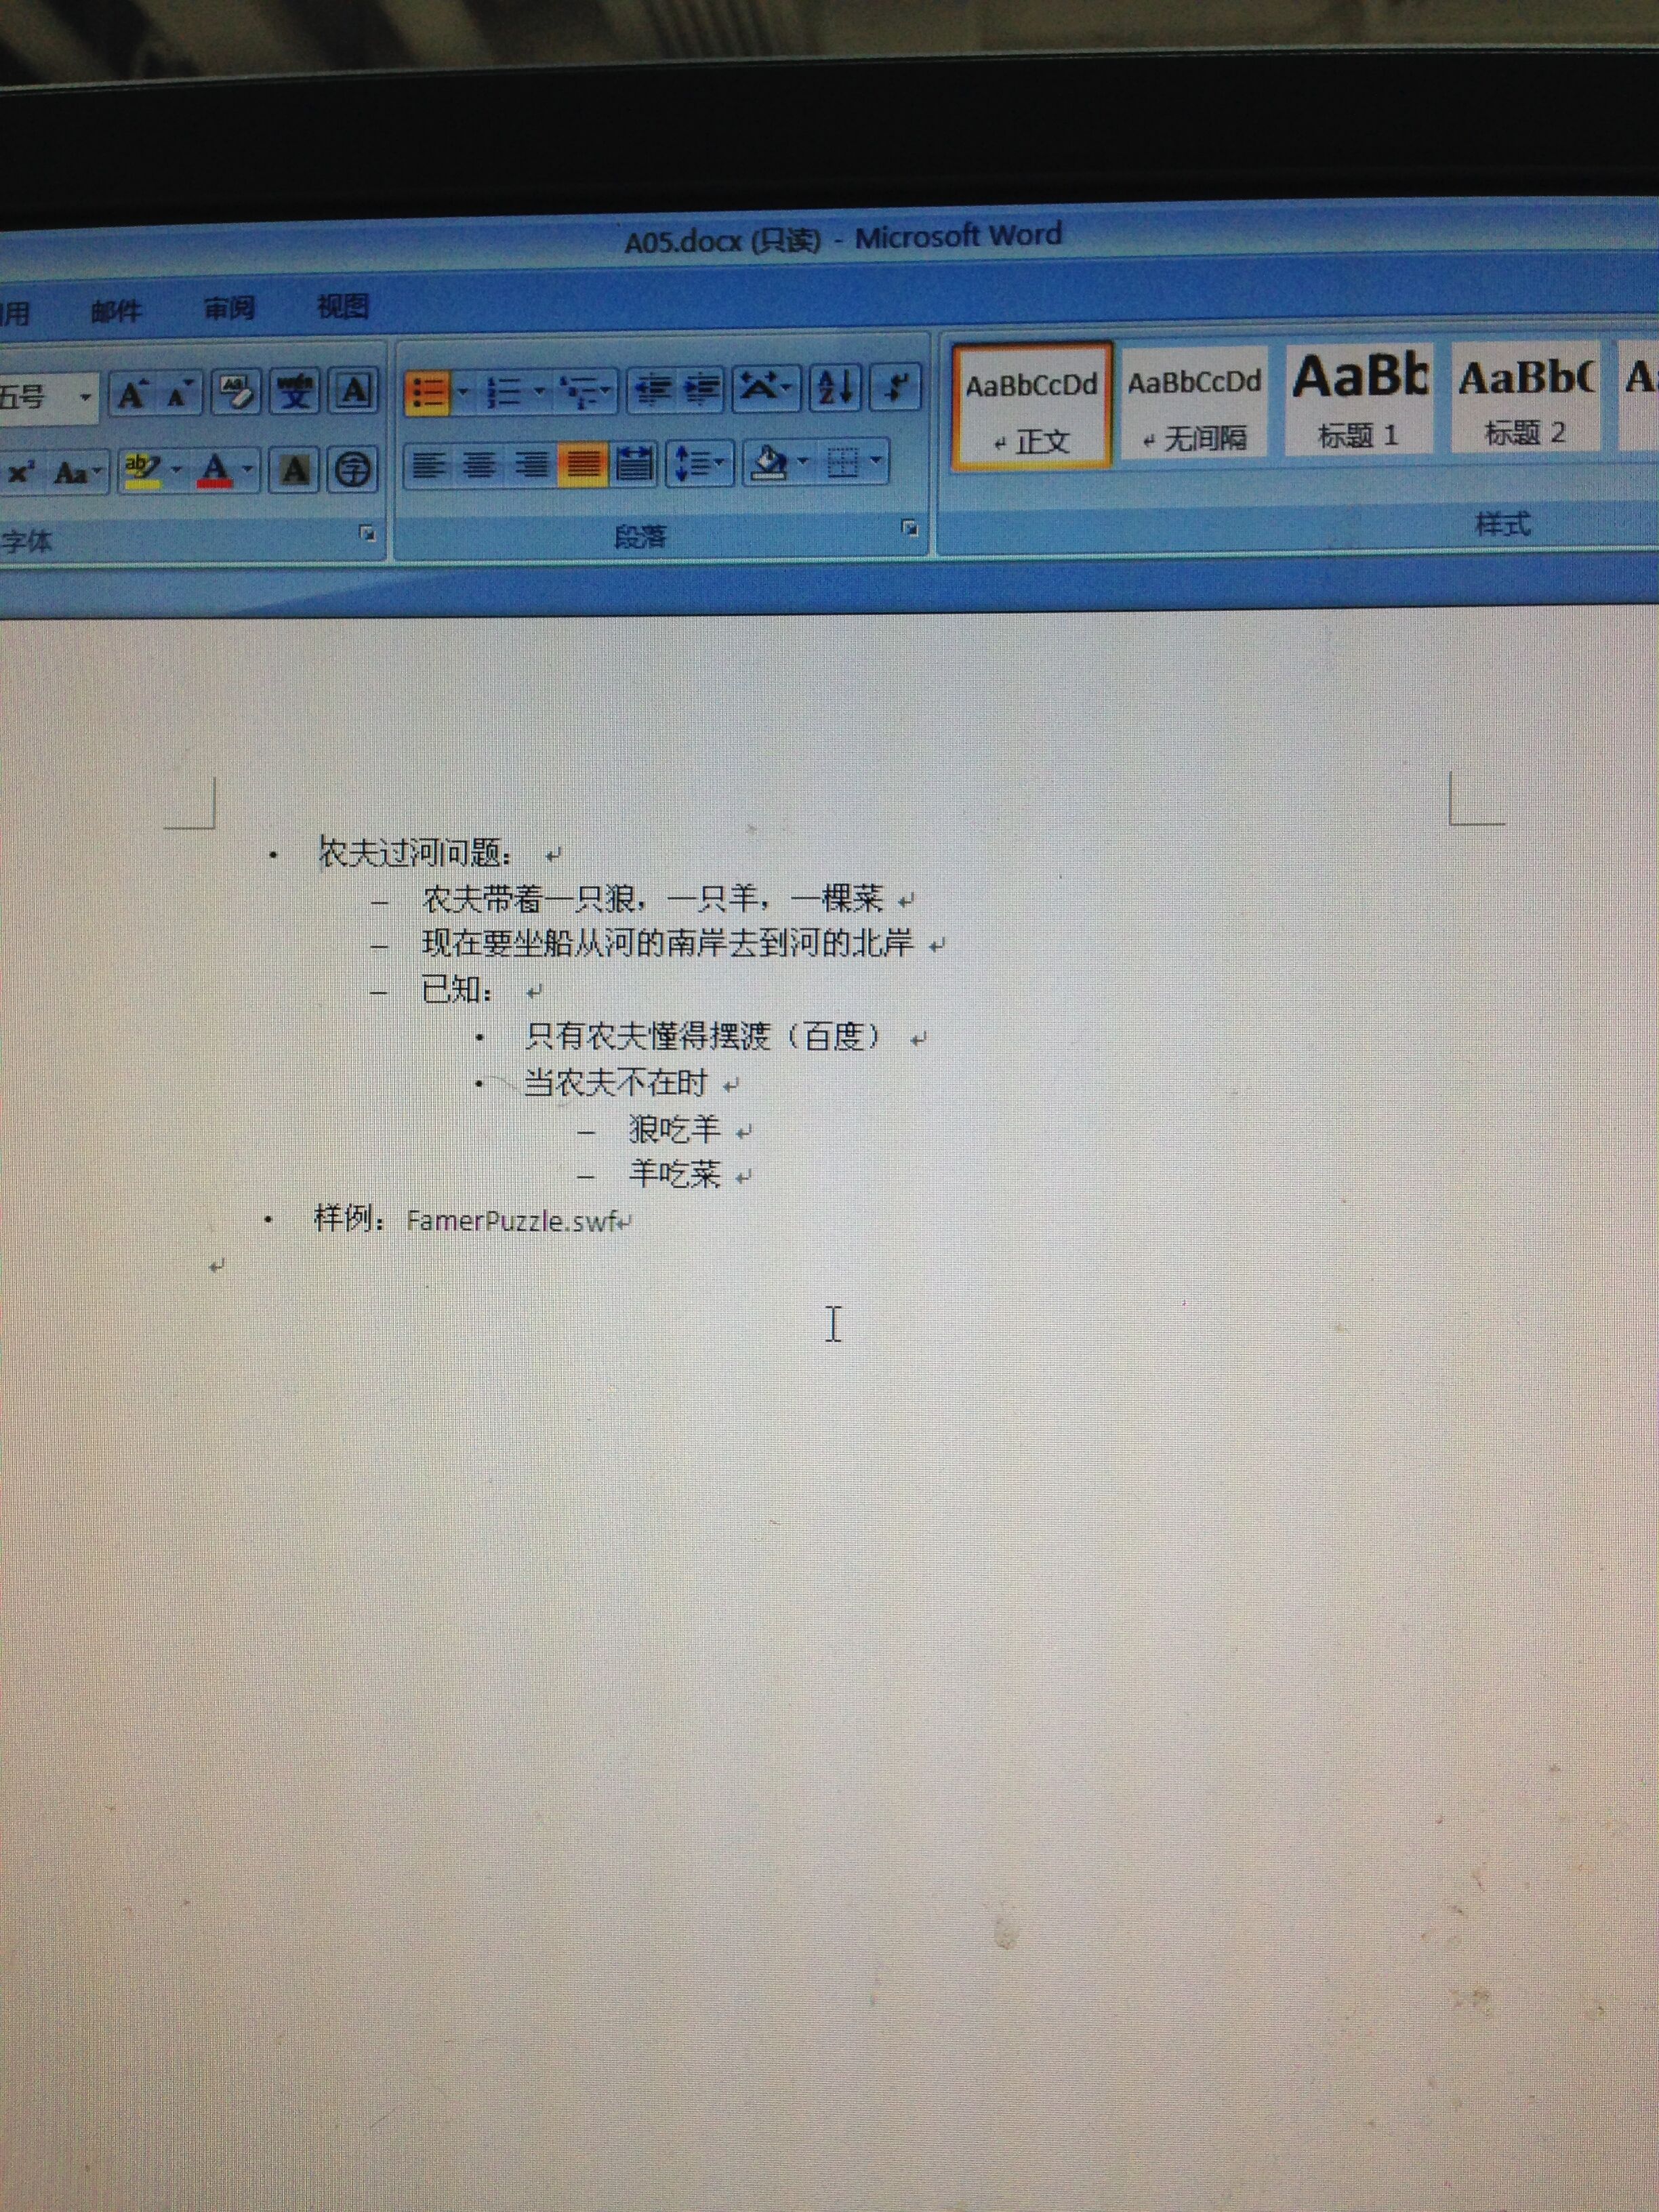 A05.docx (只读) - Microsoft Word
用 邮件 审阅 视图
五号
AaBbCcDd AaBbCcDd AaBb AaBbC
正文 无间隔 标题 1 标题 2
字体 段落 样式
• 农夫过河问题：
– 农夫带着一只狼，一只羊，一棵菜
– 现在要坐船从河的南岸去到河的北岸
– 已知：
• 只有农夫懂得摆渡（百度）
• 当农夫不在时
– 狼吃羊
– 羊吃菜
• 样例：FamerPuzzle.swf